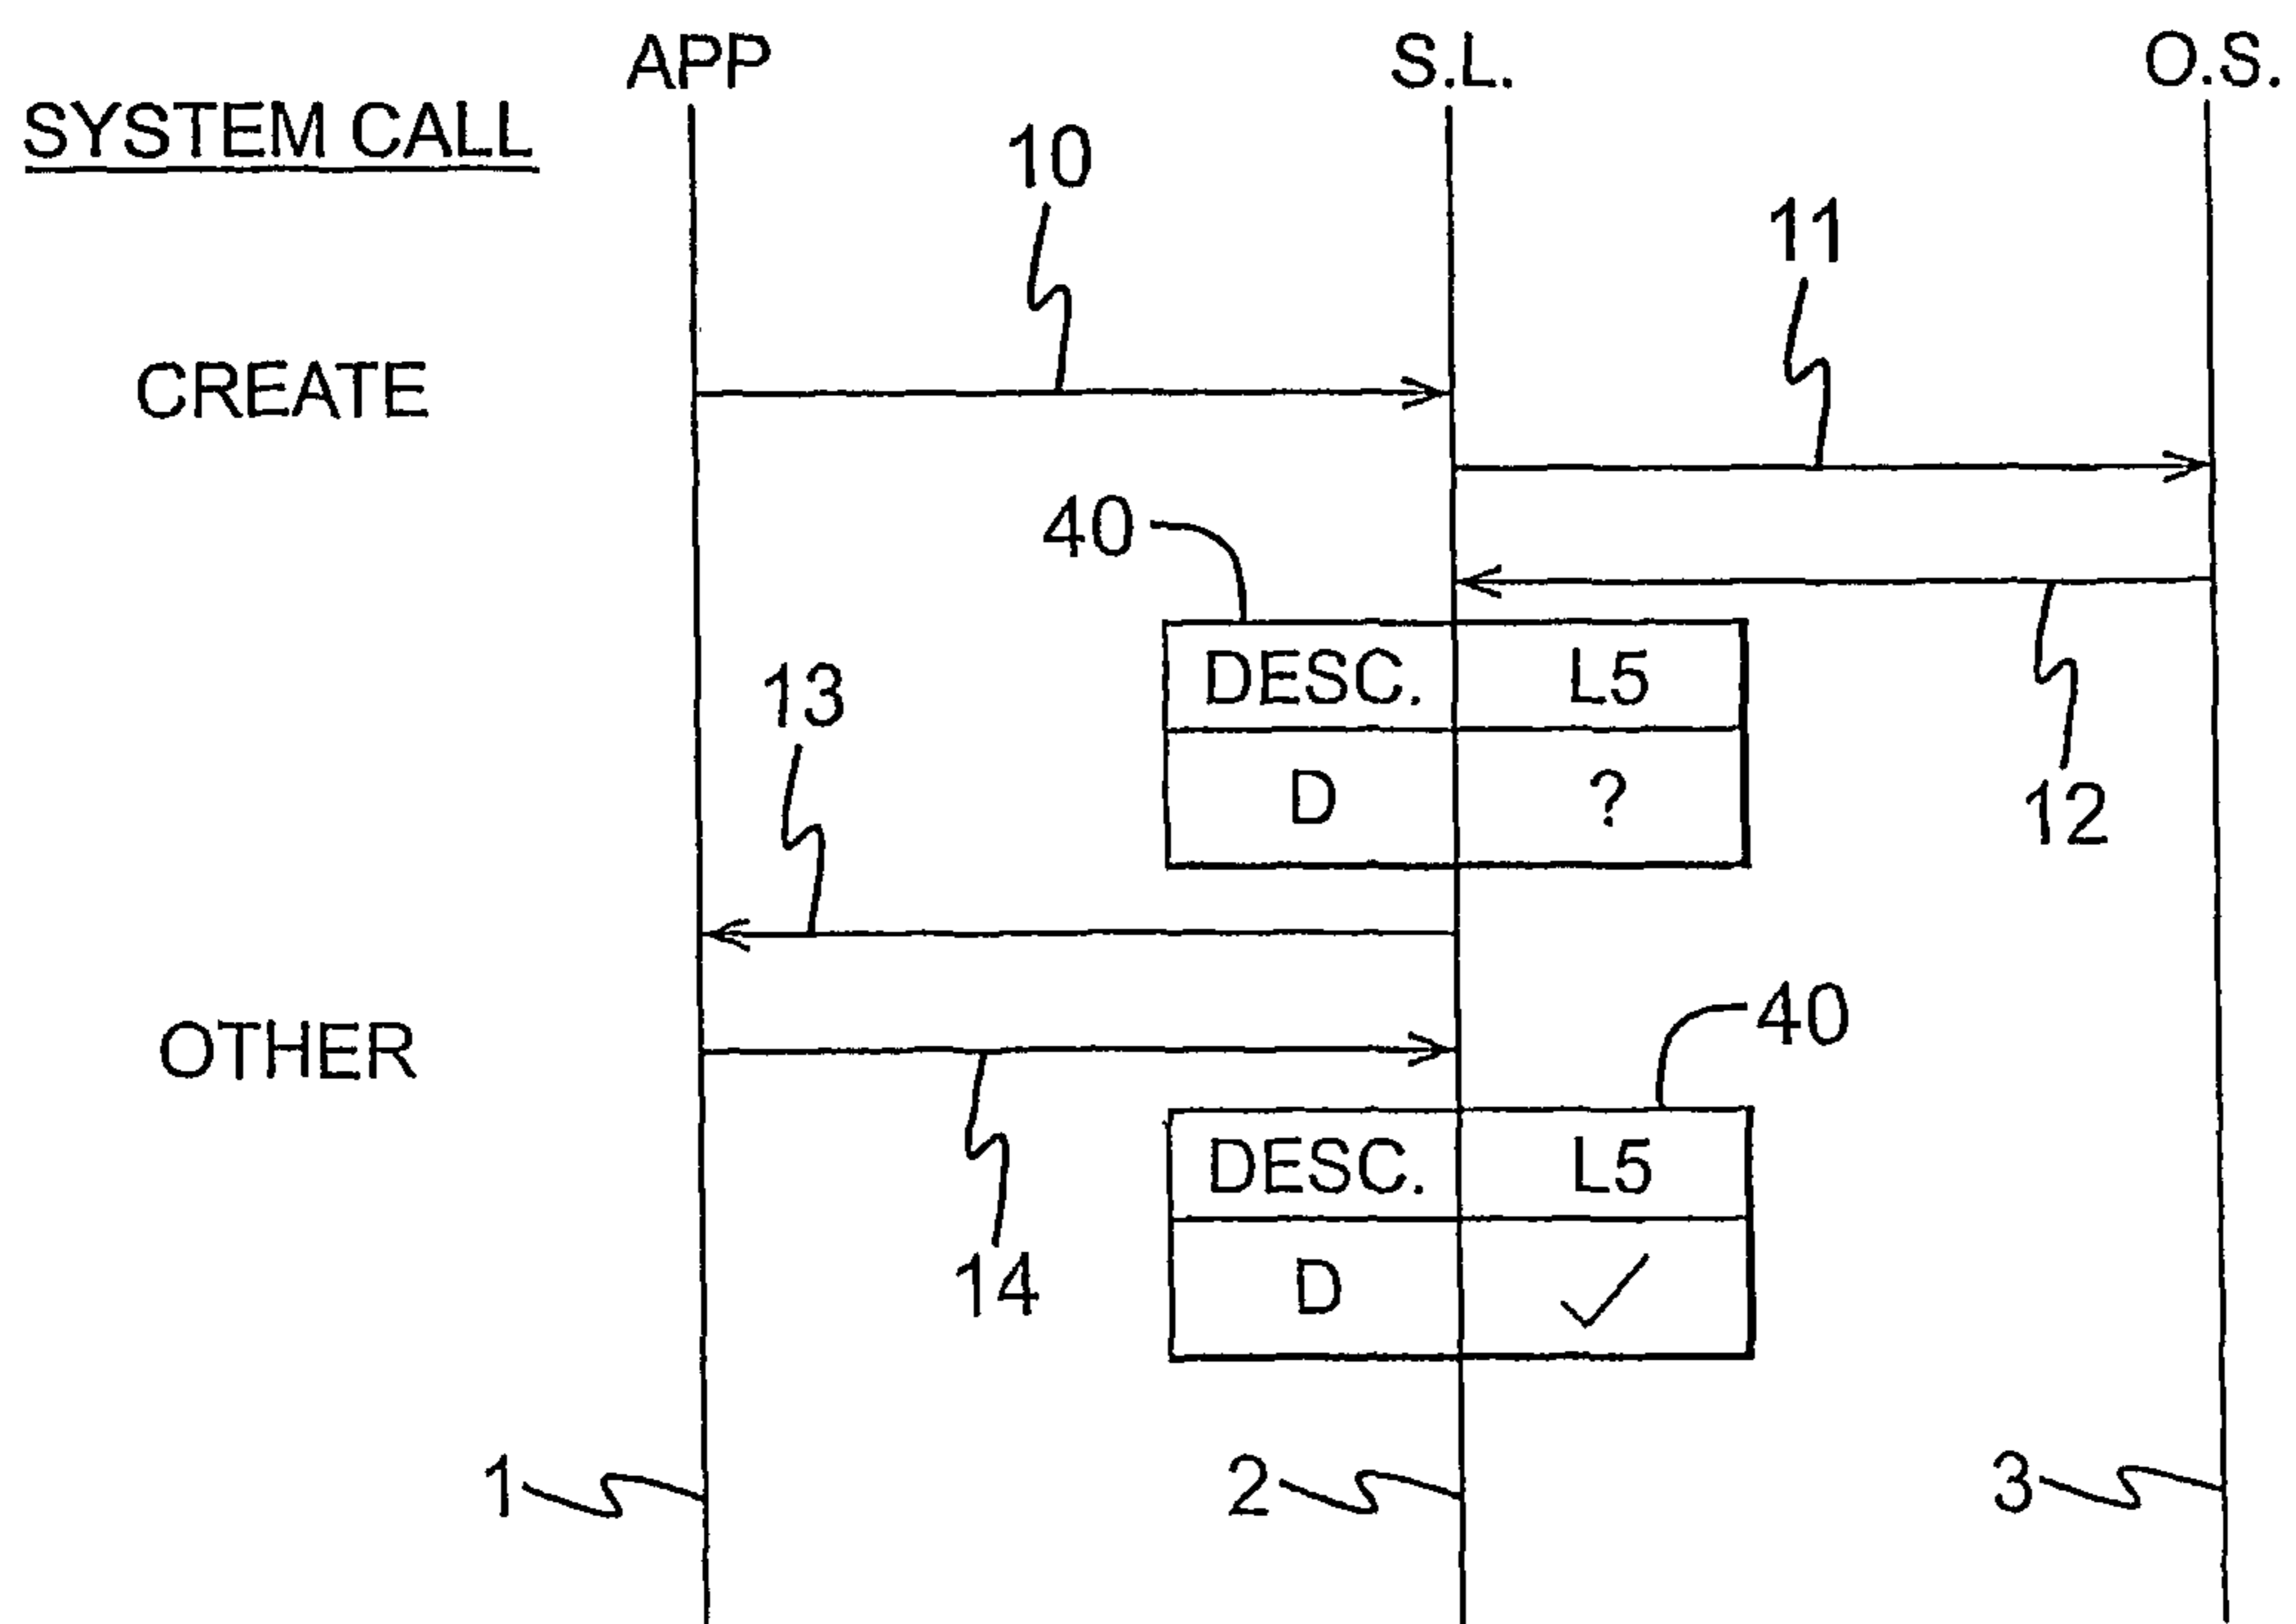 APP S.L. O.S.
SYSTEM CALL
10
11
CREATE
40
DESC. L5
13
D ?
12
OTHER
40
DESC. L5
14
D ✓
1 2 3